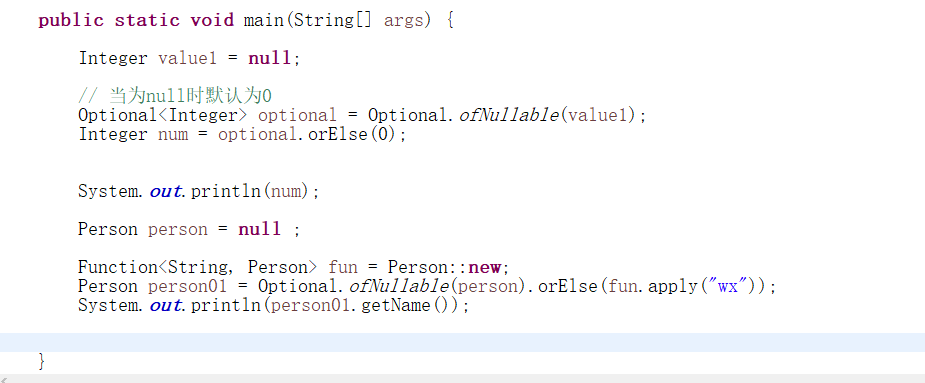 public static void main(String[] args) {
Integer value1 = null;
// 当为null时默认为0
Optional<Integer> optional = Optional.ofNullable(value1);
Integer num = optional.orElse(0);
System.out.println(num);
Person person = null ;
Function<String, Person> fun = Person::new;
Person person01 = Optional.ofNullable(person).orElse(fun.apply("wx"));
System.out.println(person01.getName());
}